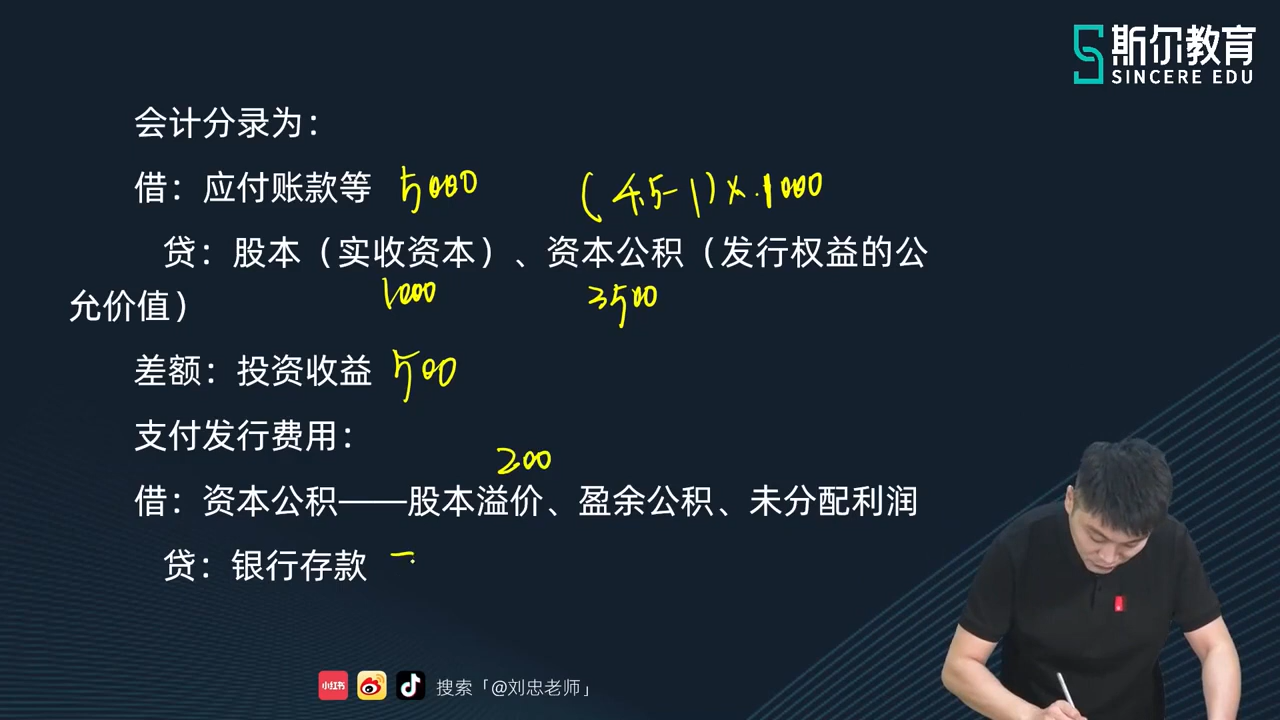 斯尔教育
SINCERE EDU
会计分录为：
借：应付账款等 5000 (4.5-1)×1000
贷：股本（实收资本）、资本公积（发行权益的公
1000 3500
允价值）
差额：投资收益 500
支付发行费用：
200
借：资本公积——股本溢价、盈余公积、未分配利润
贷：银行存款
小红书 搜索「@刘忠老师」